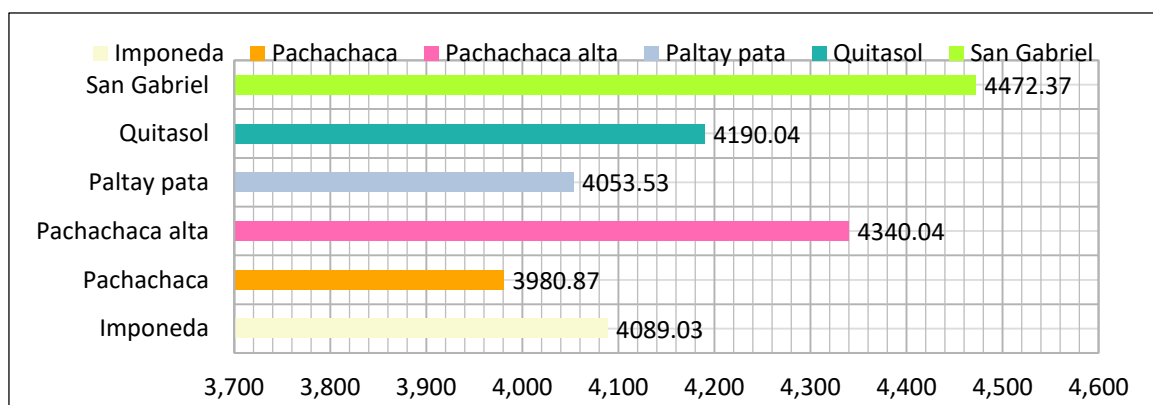 Imponeda Pachachaca Pachachaca alta Paltay pata Quitasol San Gabriel
San Gabriel 4472.37
Quitasol 4190.04
Paltay pata 4053.53
Pachachaca alta 4340.04
Pachachaca 3980.87
Imponeda 4089.03
3,700 3,800 3,900 4,000 4,100 4,200 4,300 4,400 4,500 4,600